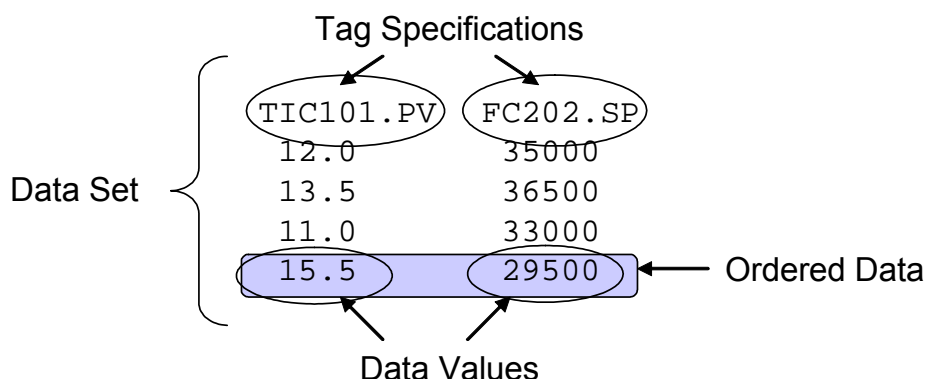 Tag Specifications
TIC101.PV FC202.SP
12.0 35000
13.5 36500
Data Set
11.0 33000
15.5 29500
Ordered Data
Data Values